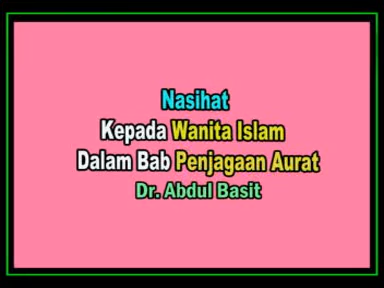 Nasihat
Kepada Wanita Islam
Dalam Bab Penjagaan Aurat
Dr. Abdul Basit